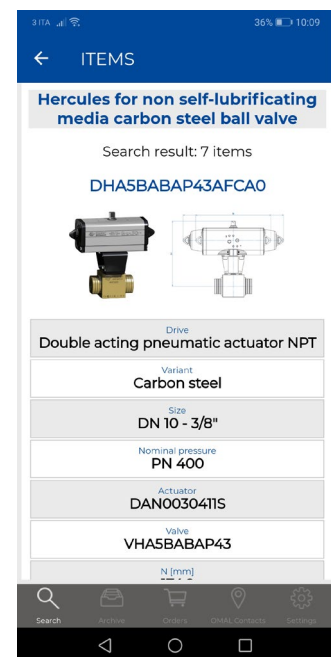 3 ITA 36% 10:09
ITEMS
Hercules for non self-lubrificating
media carbon steel ball valve
Search result: 7 items
DHA5BABAP43AFCA0
Drive
Double acting pneumatic actuator NPT
Variant
Carbon steel
Size
DN 10 - 3/8"
Nominal pressure
PN 400
Actuator
DAN0030411S
Valve
VHA5BABAP43
N [mm]
Search Archive Orders OMAL Contacts Settings